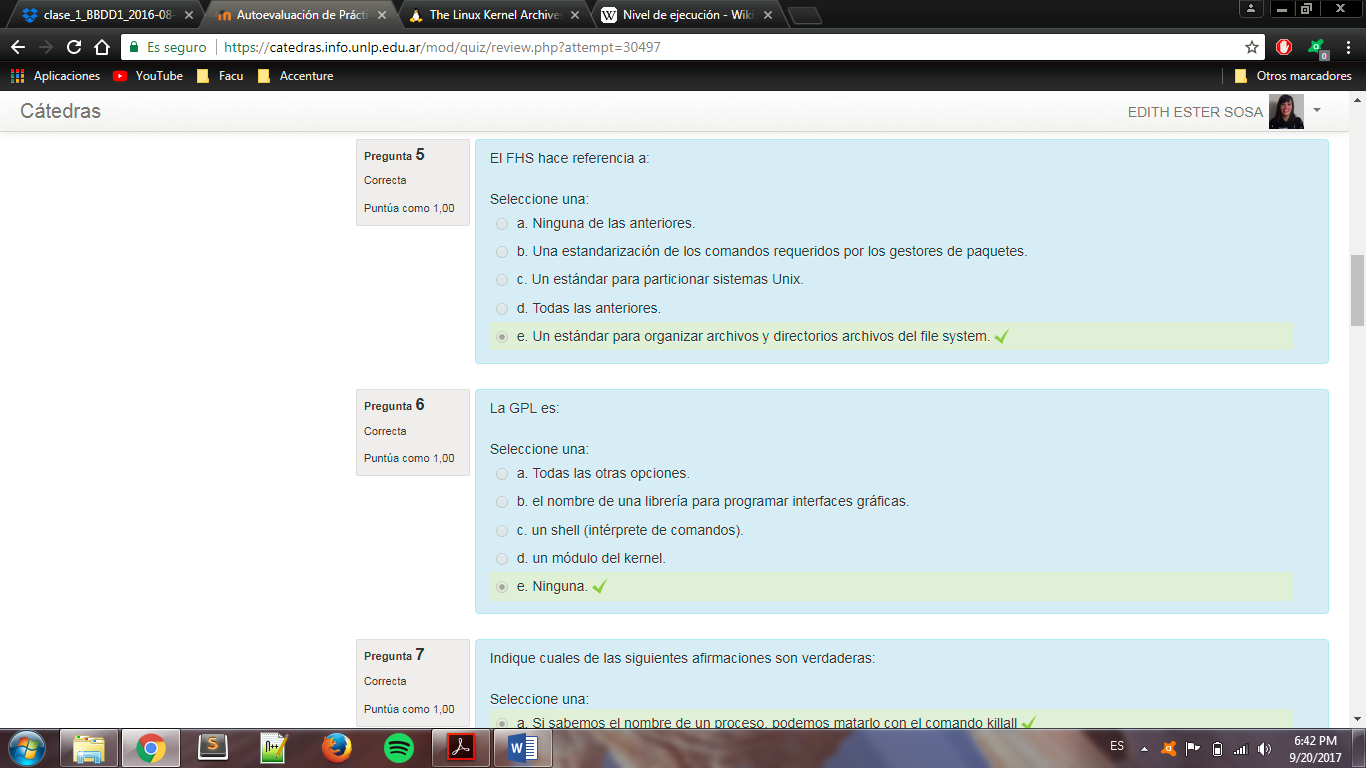 clase_1_BBDD1_2016-08-
Autoevaluación de Prácti
The Linux Kernel Archives
Nivel de ejecución - Wiki
Es seguro
https://catedras.info.unlp.edu.ar/mod/quiz/review.php?attempt=30497
0
Aplicaciones
YouTube
Facu
Accenture
Otros marcadores
Cátedras
EDITH ESTER SOSA
Pregunta 5
Correcta
Puntúa como 1,00
El FHS hace referencia a:
Seleccione una:
a. Ninguna de las anteriores.
b. Una estandarización de los comandos requeridos por los gestores de paquetes.
c. Un estándar para particionar sistemas Unix.
d. Todas las anteriores.
e. Un estándar para organizar archivos y directorios archivos del file system.
Pregunta 6
Correcta
Puntúa como 1,00
La GPL es:
Seleccione una:
a. Todas las otras opciones.
b. el nombre de una librería para programar interfaces gráficas.
c. un shell (intérprete de comandos).
d. un módulo del kernel.
e. Ninguna.
Pregunta 7
Correcta
Puntúa como 1,00
Indique cuales de las siguientes afirmaciones son verdaderas:
Seleccione una:
a. Si sabemos el nombre de un proceso, podemos matarlo con el comando killall
ES
6:42 PM
9/20/2017